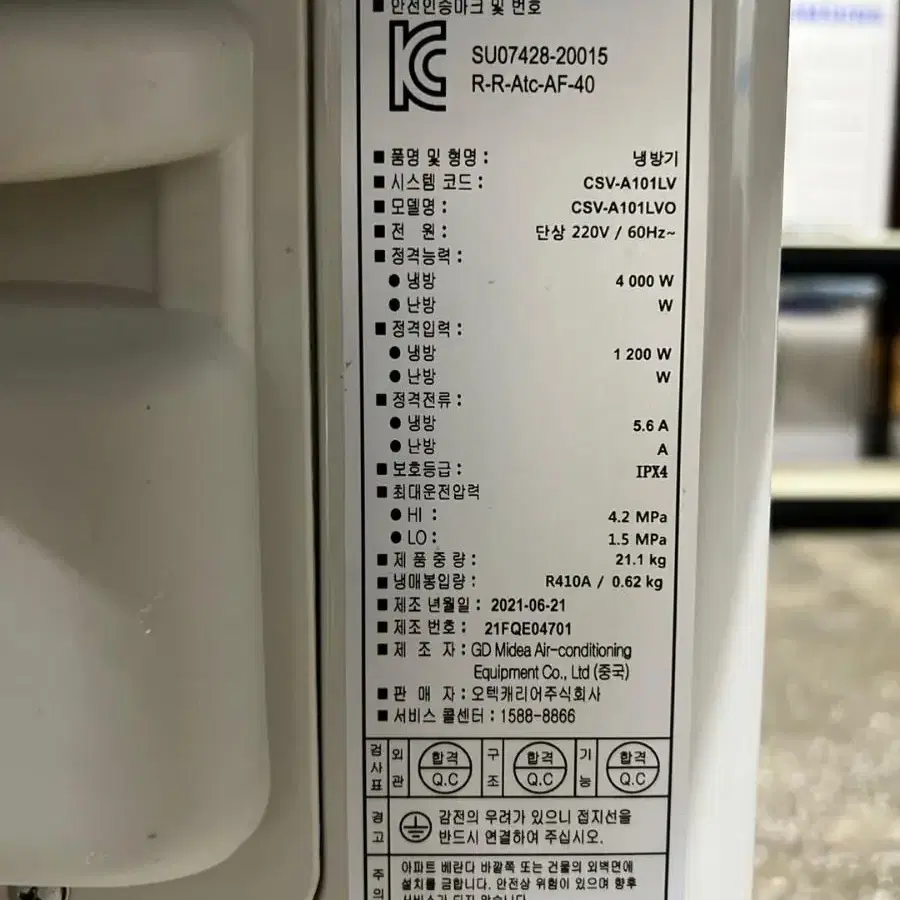 ■ 안전인증마크 및 번호
SU07428-20015
R-R-Atc-AF-40
■ 품명 및 형명 : 냉방기
■ 시스템 코드 : CSV-A101LV
■ 모델명 : CSV-A101LVO
■ 전 원 : 단상 220V / 60Hz~
■ 정격능력 :
● 냉방 4 000 W
● 난방 W
■ 정격입력 :
● 냉방 1 200 W
● 난방 W
■ 정격전류 :
● 냉방 5.6 A
● 난방 A
■ 보호등급 : IPX4
■ 최대운전압력
● HI : 4.2 MPa
● LO : 1.5 MPa
■ 제 품 중 량 : 21.1 kg
■ 냉매봉입량 : R410A / 0.62 kg
■ 제조 년월일 : 2021-06-21
■ 제조 번호 : 21FQE04701
■ 제 조 자 : GD Midea Air-conditioning
Equipment Co., Ltd (중국)
■ 판 매 자 : 오텍캐리어주식회사
■ 서비스 콜센터 : 1588-8866
검사표 외관 합격 Q.C 구조 합격 Q.C 기능 합격 Q.C
경고 감전의 우려가 있으니 접지선을
반드시 연결하여 주십시오.
주의 아파트 베란다 바깥쪽 또는 건물의 외벽면에
설치를 금합니다. 안전상 위험이 있으며 향후
서비스가 되지 않습니다.